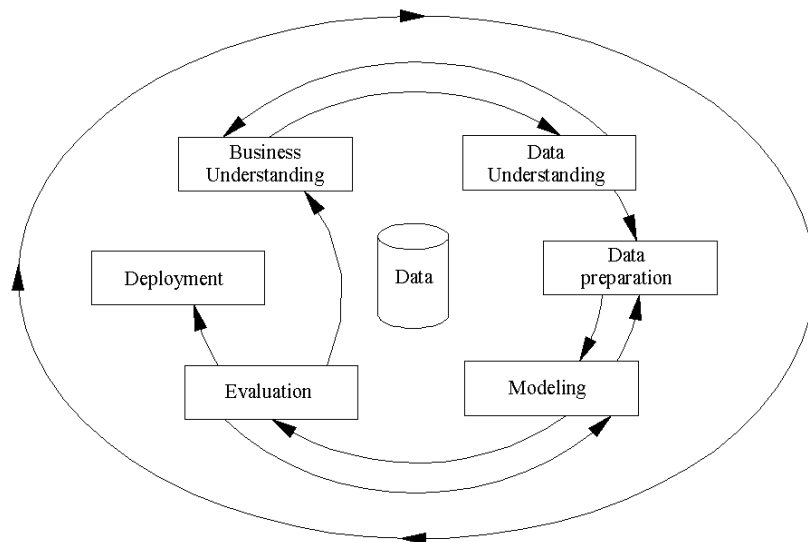 Business
Understanding
Data
Understanding
Data
preparation
Deployment
Data
Evaluation
Modeling